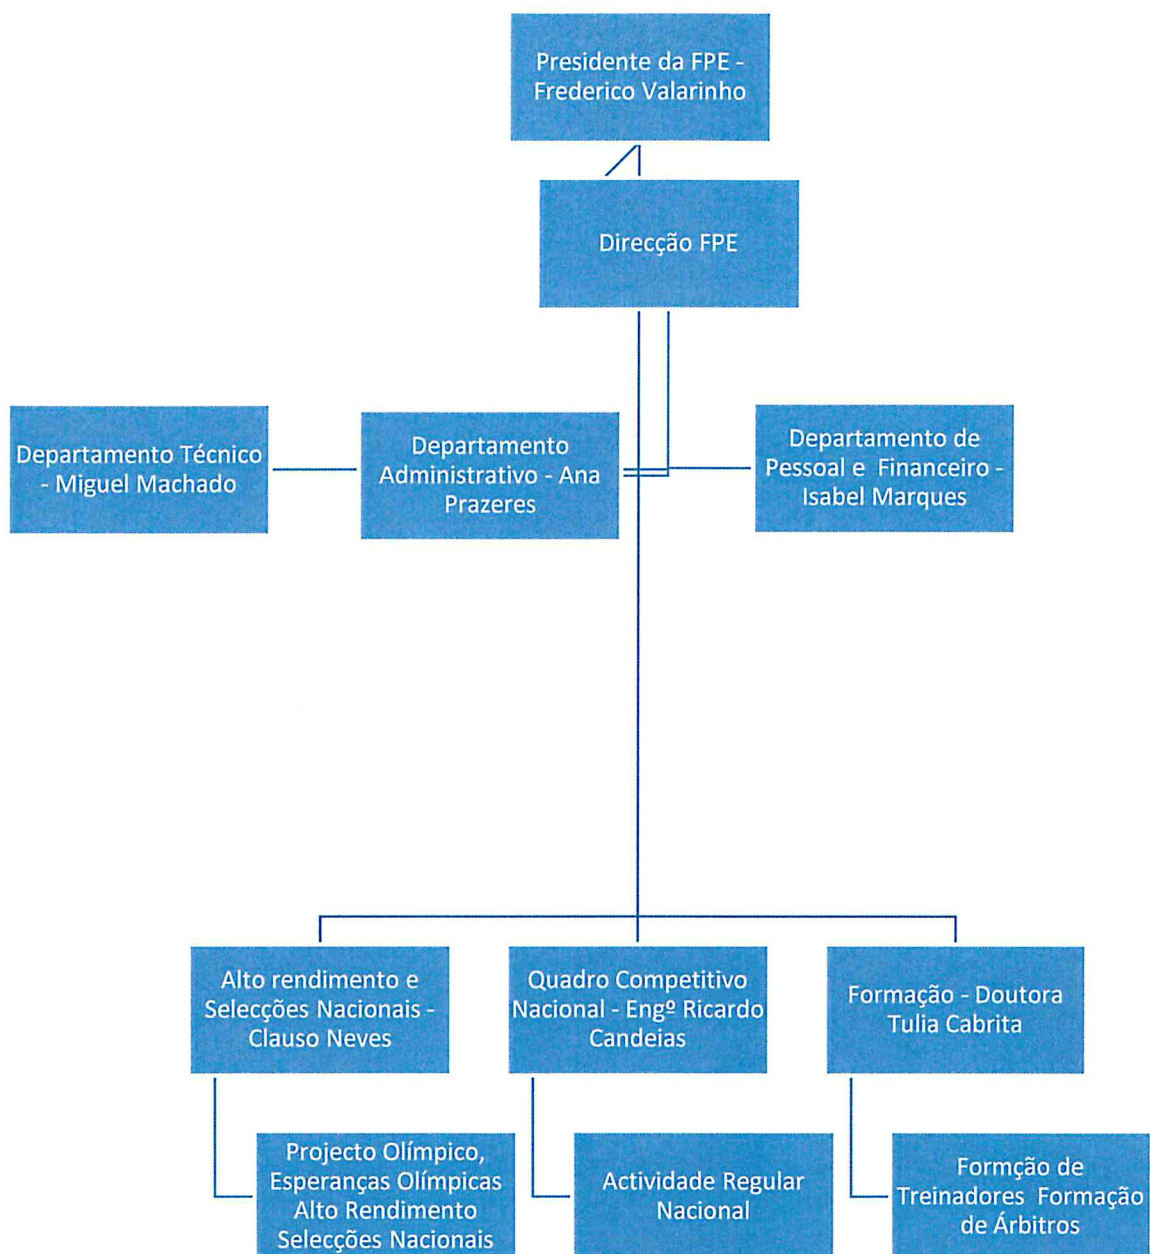 Presidente da FPE -
Frederico Valarinho
Direcção FPE
Departamento Técnico
- Miguel Machado
Departamento
Administrativo - Ana
Prazeres
Departamento de
Pessoal e Financeiro -
Isabel Marques
Alto rendimento e
Selecções Nacionais -
Clauso Neves
Quadro Competitivo
Nacional - Engº Ricardo
Candeias
Formação - Doutora
Tulia Cabrita
Projecto Olímpico,
Esperanças Olímpicas
Alto Rendimento
Selecções Nacionais
Actividade Regular
Nacional
Formção de
Treinadores Formação
de Árbitros